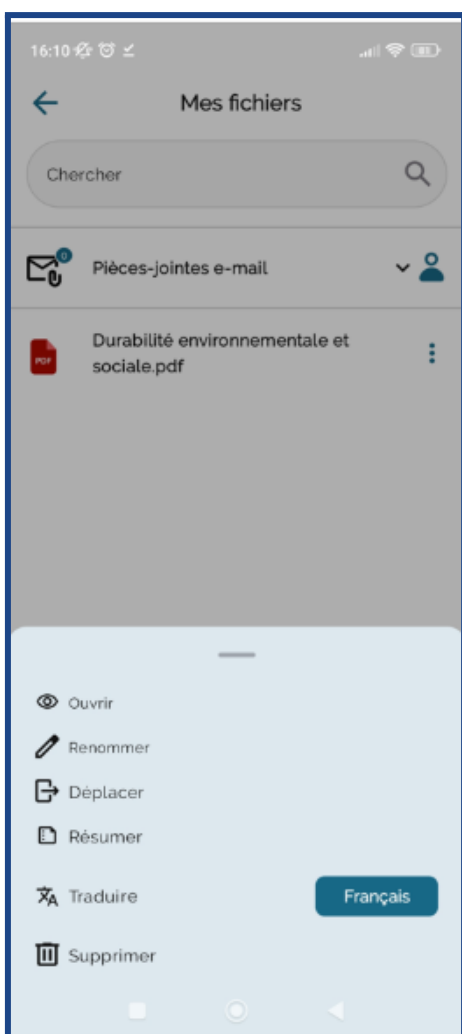 16:10
Mes fichiers
Chercher
0
Pièces-jointes e-mail
Durabilité environnementale et
sociale.pdf
PDF
Ouvrir
Renommer
Déplacer
Résumer
Traduire
Français
Supprimer